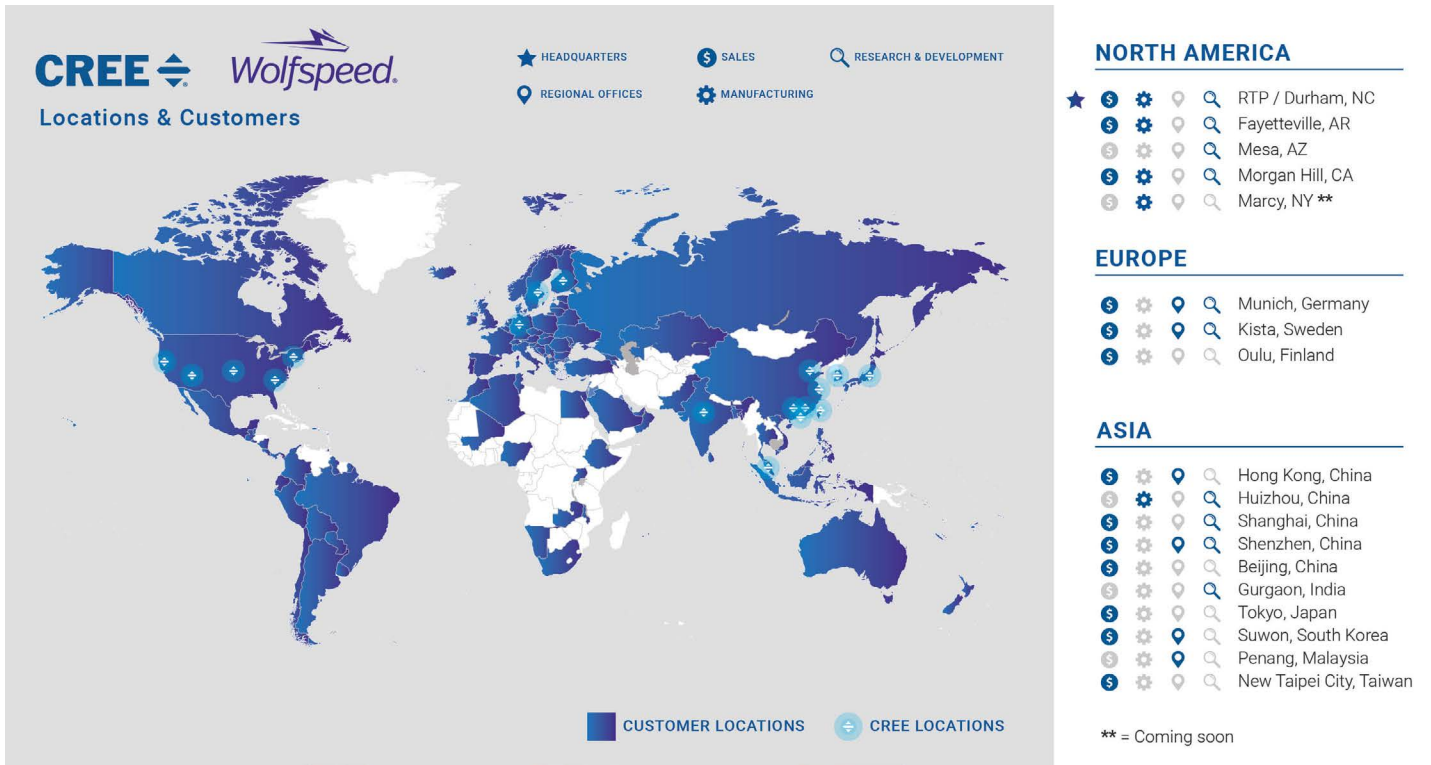 CREE
Wolfspeed.
Locations & Customers
HEADQUARTERS
SALES
RESEARCH & DEVELOPMENT
REGIONAL OFFICES
MANUFACTURING
CUSTOMER LOCATIONS
CREE LOCATIONS
NORTH AMERICA
RTP / Durham, NC
Fayetteville, AR
Mesa, AZ
Morgan Hill, CA
Marcy, NY **
EUROPE
Munich, Germany
Kista, Sweden
Oulu, Finland
ASIA
Hong Kong, China
Huizhou, China
Shanghai, China
Shenzhen, China
Beijing, China
Gurgaon, India
Tokyo, Japan
Suwon, South Korea
Penang, Malaysia
New Taipei City, Taiwan
** = Coming soon